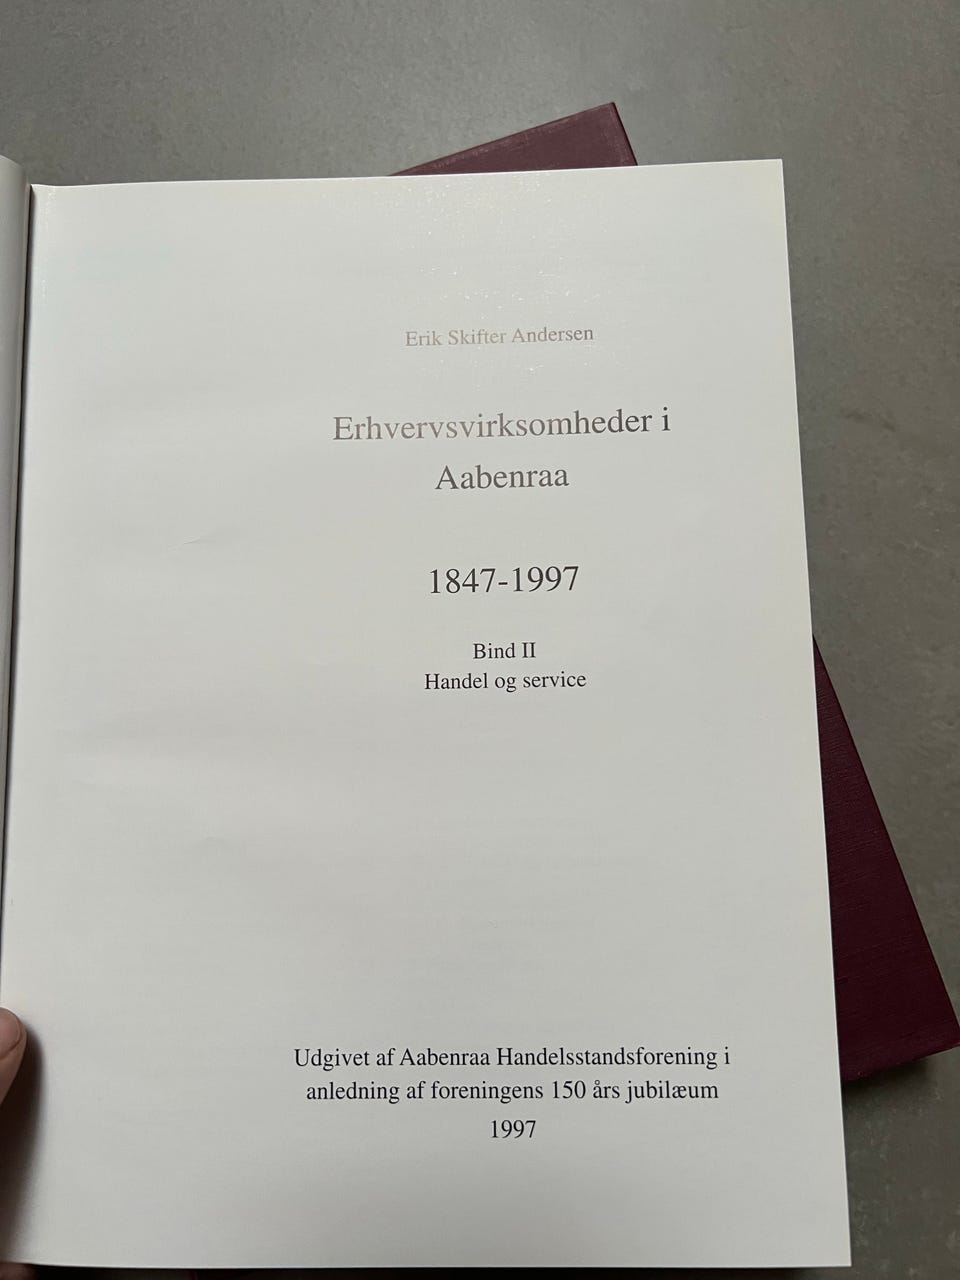 Erik Skifter Andersen
Erhvervsvirksomheder i
Aabenraa
1847-1997
Bind II
Handel og service
Udgivet af Aabenraa Handelsstandsforening i
anledning af foreningens 150 års jubilæum
1997